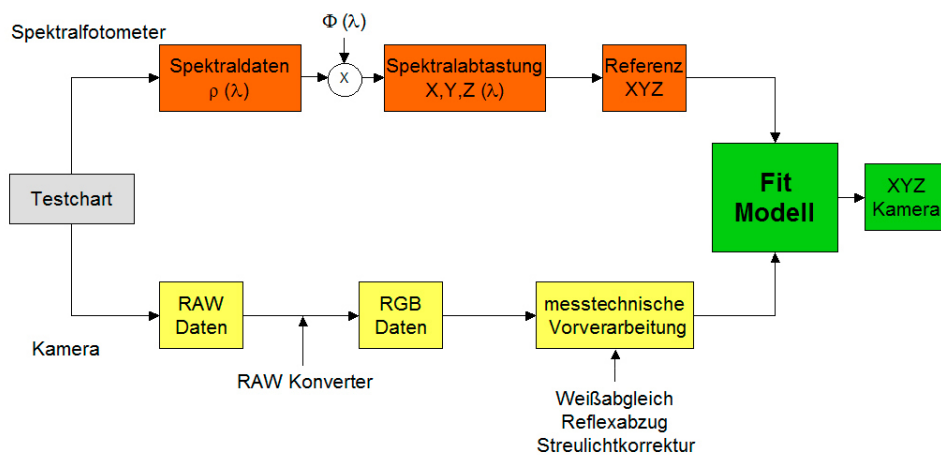 Spektralfotometer
Φ (λ)
Spektraldaten
ρ (λ)
X
Spektralabtastung
X,Y,Z (λ)
Referenz
XYZ
Testchart
Fit
Modell
XYZ
Kamera
RAW
Daten
RGB
Daten
messtechnische
Vorverarbeitung
Kamera
RAW Konverter
Weißabgleich
Reflexabzug
Streulichtkorrektur